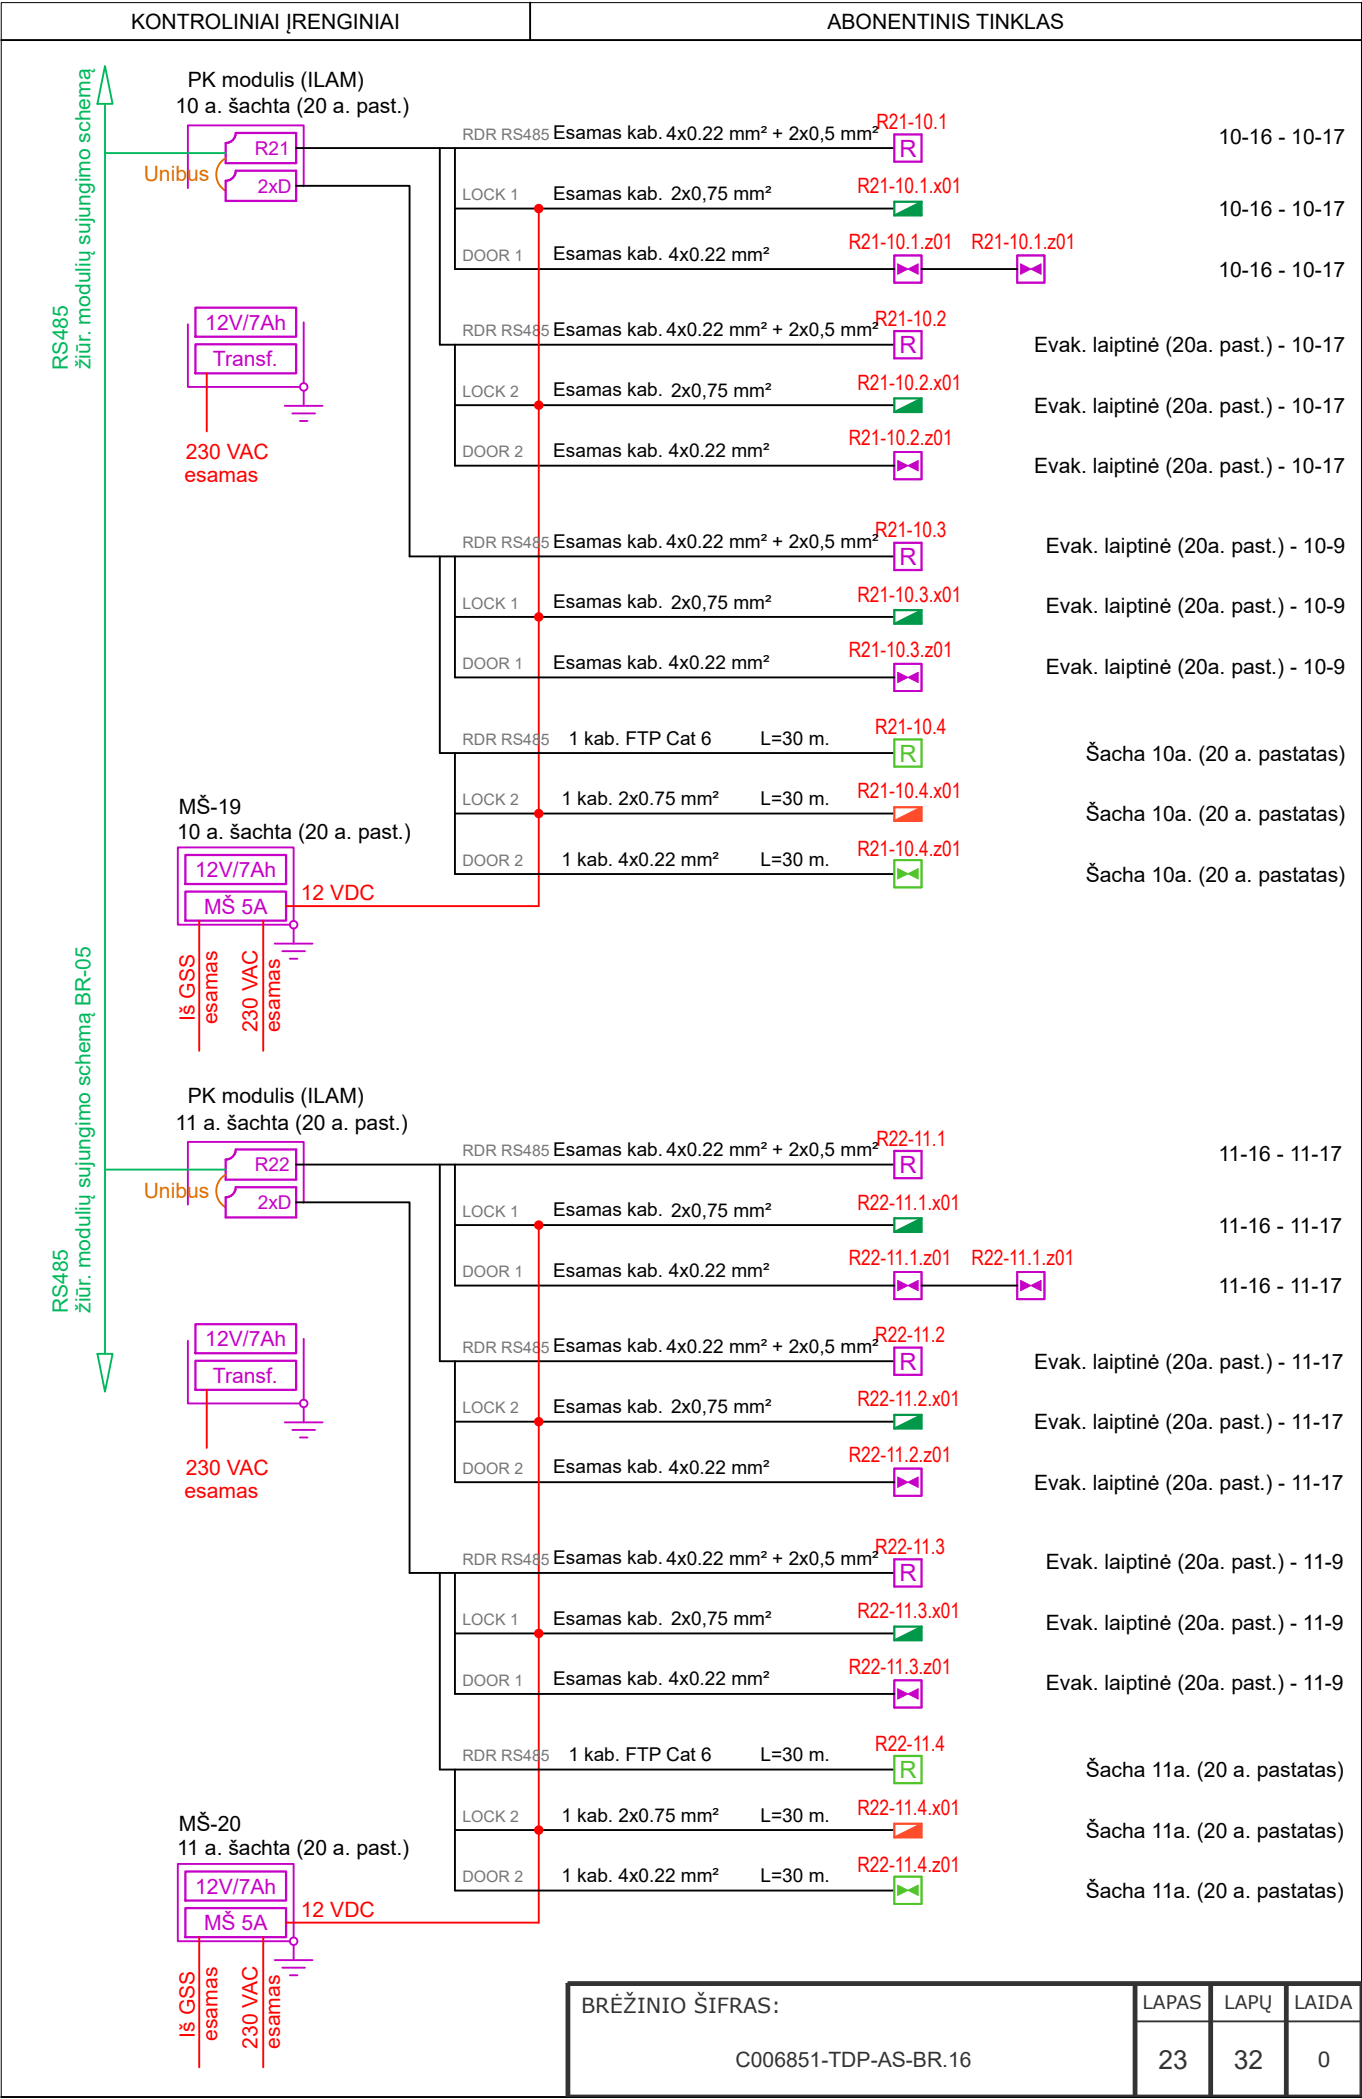 KONTROLINIAI ĮRENGINIAI
ABONENTINIS TINKLAS
RS485
žiūr. modulių sujungimo schemą
PK modulis (ILAM)
10 a. šachta (20 a. past.)
R21
Unibus
2xD
12V/7Ah
Transf.
230 VAC
esamas
RDR RS485 Esamas kab. 4x0.22 mm² + 2x0,5 mm² R21-10.1
R
10-16 - 10-17
LOCK 1 Esamas kab. 2x0,75 mm² R21-10.1.x01
10-16 - 10-17
DOOR 1 Esamas kab. 4x0.22 mm² R21-10.1.z01 R21-10.1.z01
10-16 - 10-17
RDR RS485 Esamas kab. 4x0.22 mm² + 2x0,5 mm² R21-10.2
R
Evak. laiptinė (20a. past.) - 10-17
LOCK 2 Esamas kab. 2x0,75 mm² R21-10.2.x01
Evak. laiptinė (20a. past.) - 10-17
DOOR 2 Esamas kab. 4x0.22 mm² R21-10.2.z01
Evak. laiptinė (20a. past.) - 10-17
RDR RS485 Esamas kab. 4x0.22 mm² + 2x0,5 mm² R21-10.3
R
Evak. laiptinė (20a. past.) - 10-9
LOCK 1 Esamas kab. 2x0,75 mm² R21-10.3.x01
Evak. laiptinė (20a. past.) - 10-9
DOOR 1 Esamas kab. 4x0.22 mm² R21-10.3.z01
Evak. laiptinė (20a. past.) - 10-9
RDR RS485 1 kab. FTP Cat 6 L=30 m. R21-10.4
R
Šacha 10a. (20 a. pastatas)
LOCK 2 1 kab. 2x0.75 mm² L=30 m. R21-10.4.x01
Šacha 10a. (20 a. pastatas)
DOOR 2 1 kab. 4x0.22 mm² L=30 m. R21-10.4.z01
Šacha 10a. (20 a. pastatas)
MŠ-19
10 a. šachta (20 a. past.)
12V/7Ah
MŠ 5A
12 VDC
Iš GSS
esamas
230 VAC
esamas
RS485
žiūr. modulių sujungimo schemą BR-05
PK modulis (ILAM)
11 a. šachta (20 a. past.)
R22
Unibus
2xD
12V/7Ah
Transf.
230 VAC
esamas
RDR RS485 Esamas kab. 4x0.22 mm² + 2x0,5 mm² R22-11.1
R
11-16 - 11-17
LOCK 1 Esamas kab. 2x0,75 mm² R22-11.1.x01
11-16 - 11-17
DOOR 1 Esamas kab. 4x0.22 mm² R22-11.1.z01 R22-11.1.z01
11-16 - 11-17
RDR RS485 Esamas kab. 4x0.22 mm² + 2x0,5 mm² R22-11.2
R
Evak. laiptinė (20a. past.) - 11-17
LOCK 2 Esamas kab. 2x0,75 mm² R22-11.2.x01
Evak. laiptinė (20a. past.) - 11-17
DOOR 2 Esamas kab. 4x0.22 mm² R22-11.2.z01
Evak. laiptinė (20a. past.) - 11-17
RDR RS485 Esamas kab. 4x0.22 mm² + 2x0,5 mm² R22-11.3
R
Evak. laiptinė (20a. past.) - 11-9
LOCK 1 Esamas kab. 2x0,75 mm² R22-11.3.x01
Evak. laiptinė (20a. past.) - 11-9
DOOR 1 Esamas kab. 4x0.22 mm² R22-11.3.z01
Evak. laiptinė (20a. past.) - 11-9
RDR RS485 1 kab. FTP Cat 6 L=30 m. R22-11.4
R
Šacha 11a. (20 a. pastatas)
LOCK 2 1 kab. 2x0.75 mm² L=30 m. R22-11.4.x01
Šacha 11a. (20 a. pastatas)
DOOR 2 1 kab. 4x0.22 mm² L=30 m. R22-11.4.z01
Šacha 11a. (20 a. pastatas)
MŠ-20
11 a. šachta (20 a. past.)
12V/7Ah
MŠ 5A
12 VDC
Iš GSS
esamas
230 VAC
esamas
BRĖŽINIO ŠIFRAS:
C006851-TDP-AS-BR.16
LAPAS LAPŲ LAIDA
23 32 0